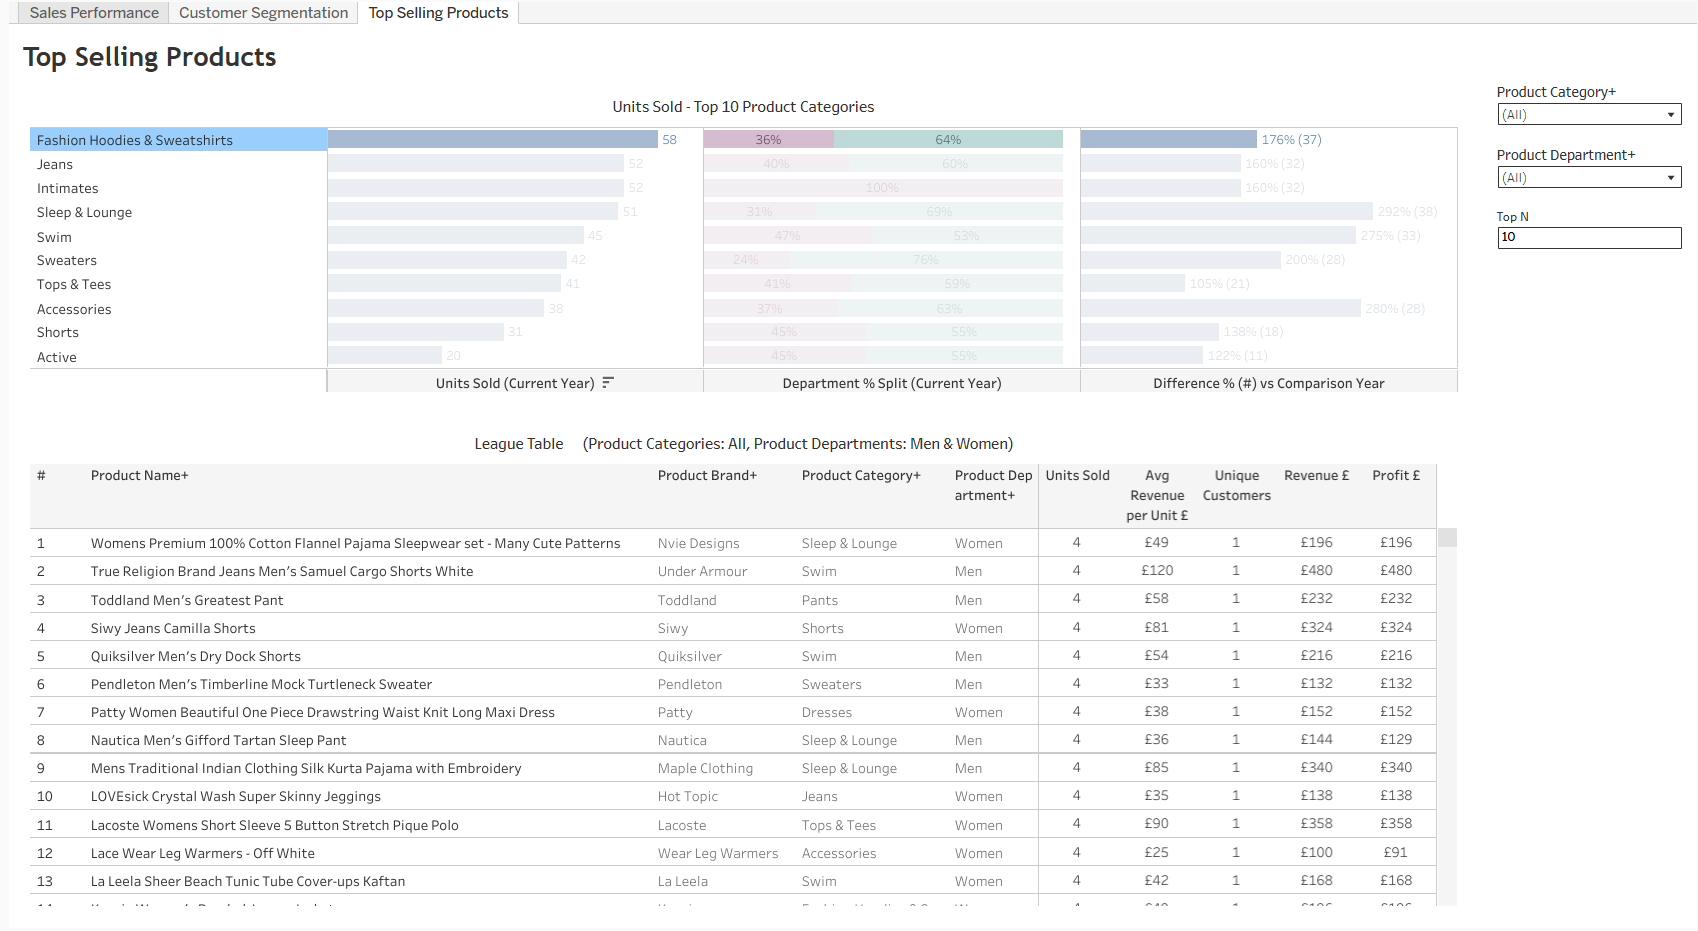 Sales Performance Customer Segmentation Top Selling Products
Top Selling Products
Units Sold - Top 10 Product Categories
Fashion Hoodies & Sweatshirts 58 36% 64% 176% (37)
Jeans 52 40% 60% 160% (32)
Intimates 52 100% 160% (32)
Sleep & Lounge 51 31% 69% 292% (38)
Swim 45 47% 53% 275% (33)
Sweaters 42 24% 76% 200% (28)
Tops & Tees 41 41% 59% 105% (21)
Accessories 38 37% 63% 280% (28)
Shorts 31 45% 55% 138% (18)
Active 20 45% 55% 122% (11)
Units Sold (Current Year) Department % Split (Current Year) Difference % (#) vs Comparison Year
Product Category+
(All)
Product Department+
(All)
Top N
10
League Table (Product Categories: All, Product Departments: Men & Women)
# Product Name+ Product Brand+ Product Category+ Product Dep Units Sold Avg Unique Revenue £ Profit £
artment+ Revenue Customers
per Unit £
1 Womens Premium 100% Cotton Flannel Pajama Sleepwear set - Many Cute Patterns Nvie Designs Sleep & Lounge Women 4 £49 1 £196 £196
2 True Religion Brand Jeans Men's Samuel Cargo Shorts White Under Armour Swim Men 4 £120 1 £480 £480
3 Toddland Men's Greatest Pant Toddland Pants Men 4 £58 1 £232 £232
4 Siwy Jeans Camilla Shorts Siwy Shorts Women 4 £81 1 £324 £324
5 Quiksilver Men's Dry Dock Shorts Quiksilver Swim Men 4 £54 1 £216 £216
6 Pendleton Men's Timberline Mock Turtleneck Sweater Pendleton Sweaters Men 4 £33 1 £132 £132
7 Patty Women Beautiful One Piece Drawstring Waist Knit Long Maxi Dress Patty Dresses Women 4 £38 1 £152 £152
8 Nautica Men's Gifford Tartan Sleep Pant Nautica Sleep & Lounge Men 4 £36 1 £144 £129
9 Mens Traditional Indian Clothing Silk Kurta Pajama with Embroidery Maple Clothing Sleep & Lounge Men 4 £85 1 £340 £340
10 LOVEsick Crystal Wash Super Skinny Jeggings Hot Topic Jeans Women 4 £35 1 £138 £138
11 Lacoste Womens Short Sleeve 5 Button Stretch Pique Polo Lacoste Tops & Tees Women 4 £90 1 £358 £358
12 Lace Wear Leg Warmers - Off White Wear Leg Warmers Accessories Women 4 £25 1 £100 £91
13 La Leela Sheer Beach Tunic Tube Cover-ups Kaftan La Leela Swim Women 4 £42 1 £168 £168